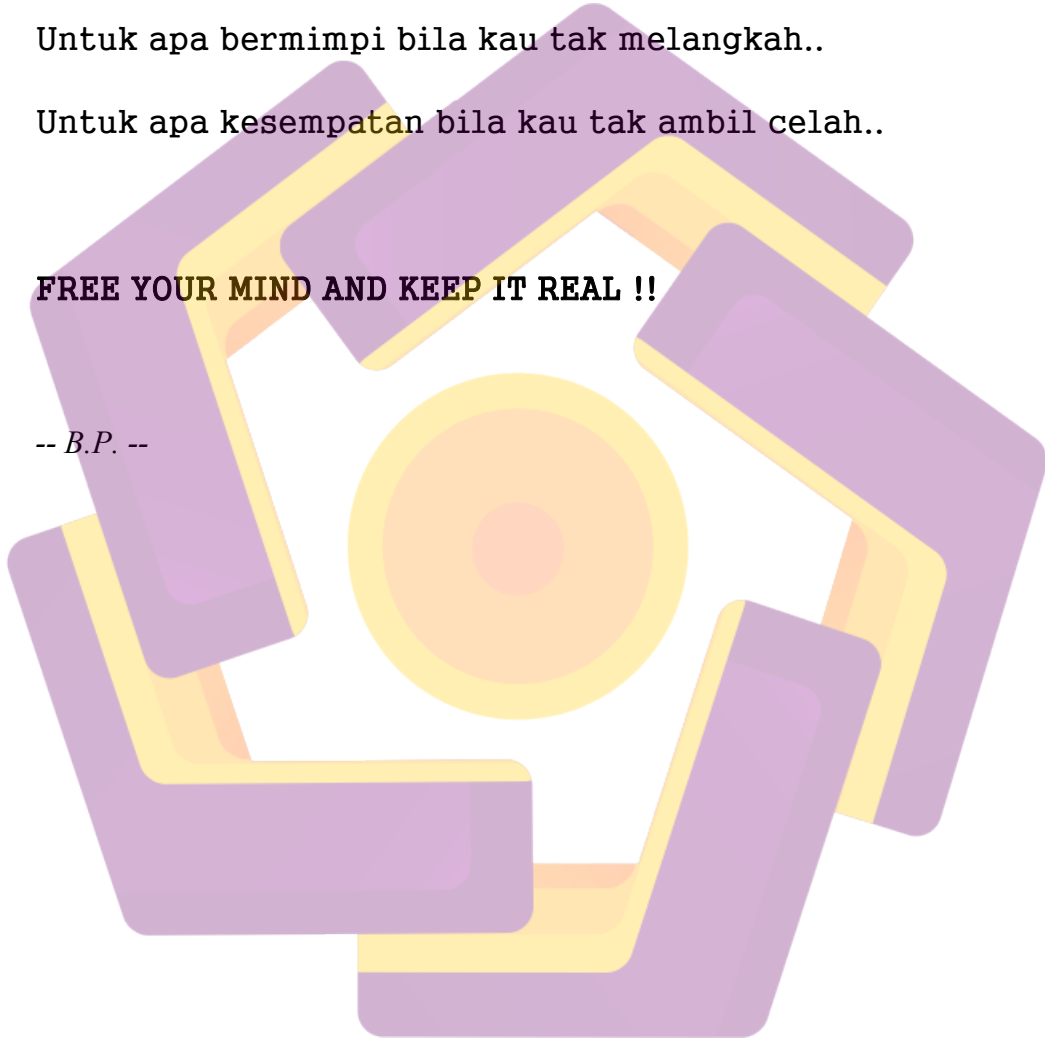 Untuk apa bermimpi bila kau tak melangkah..
Untuk apa kesempatan bila kau tak ambil celah..
FREE YOUR MIND AND KEEP IT REAL !!
-- B.P. --